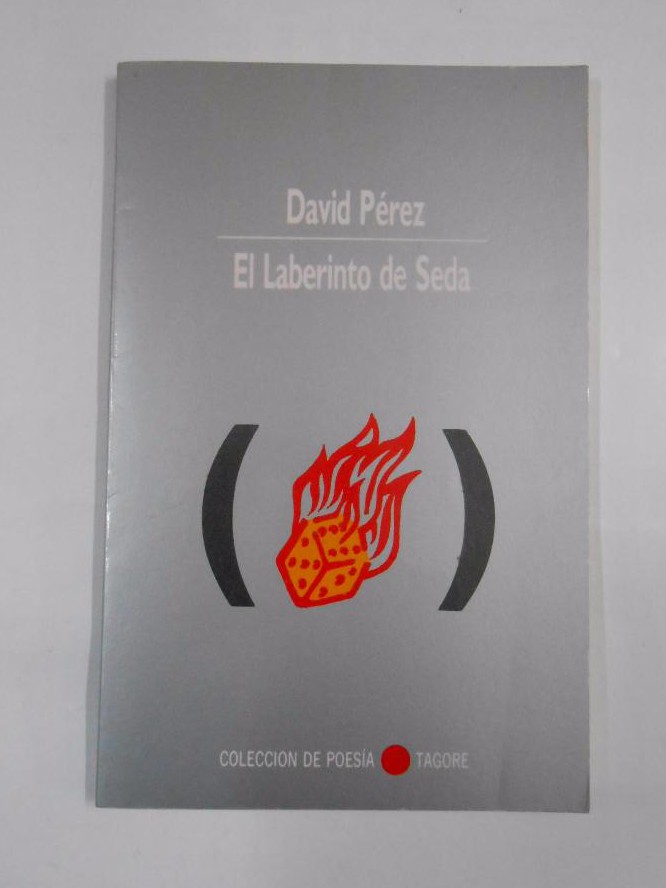 David Pérez
El Laberinto de Seda
( )
COLECCION DE POESÍA TAGORE